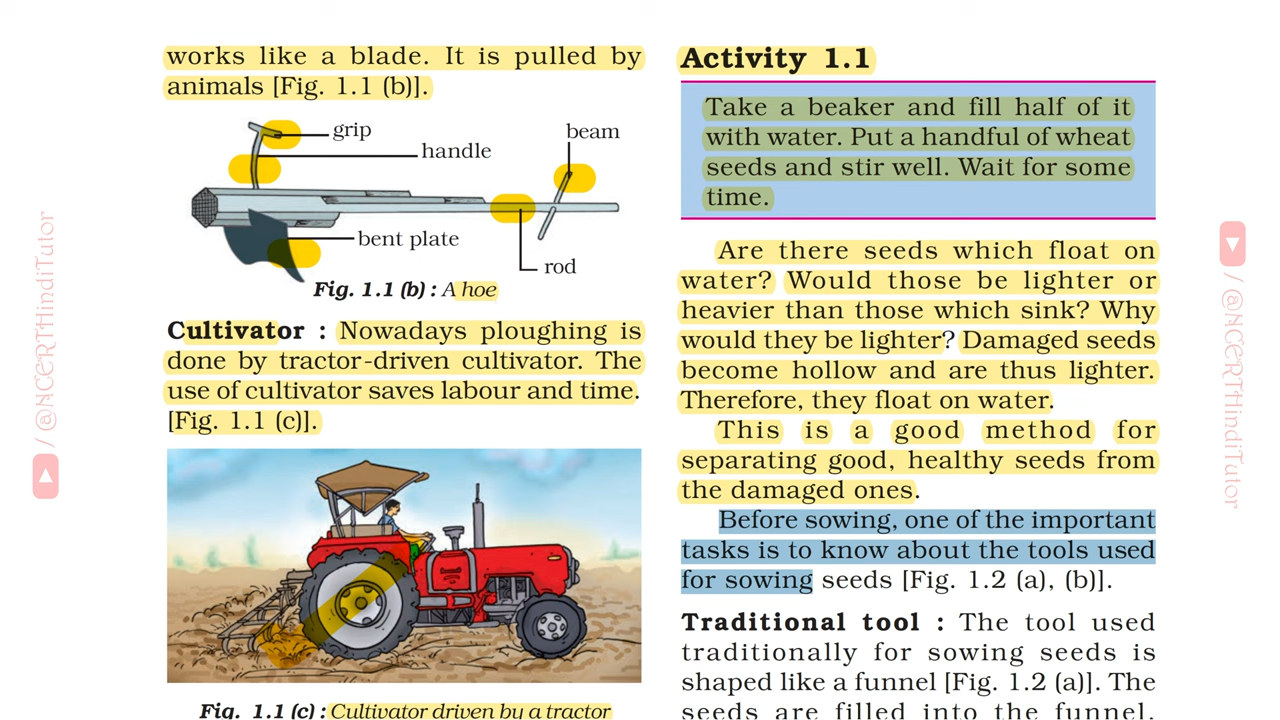 works like a blade. It is pulled by
animals [Fig. 1.1 (b)].
grip
handle
beam
bent plate
rod
Fig. 1.1 (b) : A hoe
Cultivator : Nowadays ploughing is
done by tractor-driven cultivator. The
use of cultivator saves labour and time.
[Fig. 1.1 (c)].
Fig. 1.1 (c) : Cultivator driven by a tractor
Activity 1.1
Take a beaker and fill half of it
with water. Put a handful of wheat
seeds and stir well. Wait for some
time.
Are there seeds which float on
water? Would those be lighter or
heavier than those which sink? Why
would they be lighter? Damaged seeds
become hollow and are thus lighter.
Therefore, they float on water.
This is a good method for
separating good, healthy seeds from
the damaged ones.
Before sowing, one of the important
tasks is to know about the tools used
for sowing seeds [Fig. 1.2 (a), (b)].
Traditional tool : The tool used
traditionally for sowing seeds is
shaped like a funnel [Fig. 1.2 (a)]. The
seeds are filled into the funnel,
/ @NCERTHindiTutor
/ @NCERTHindiTutor